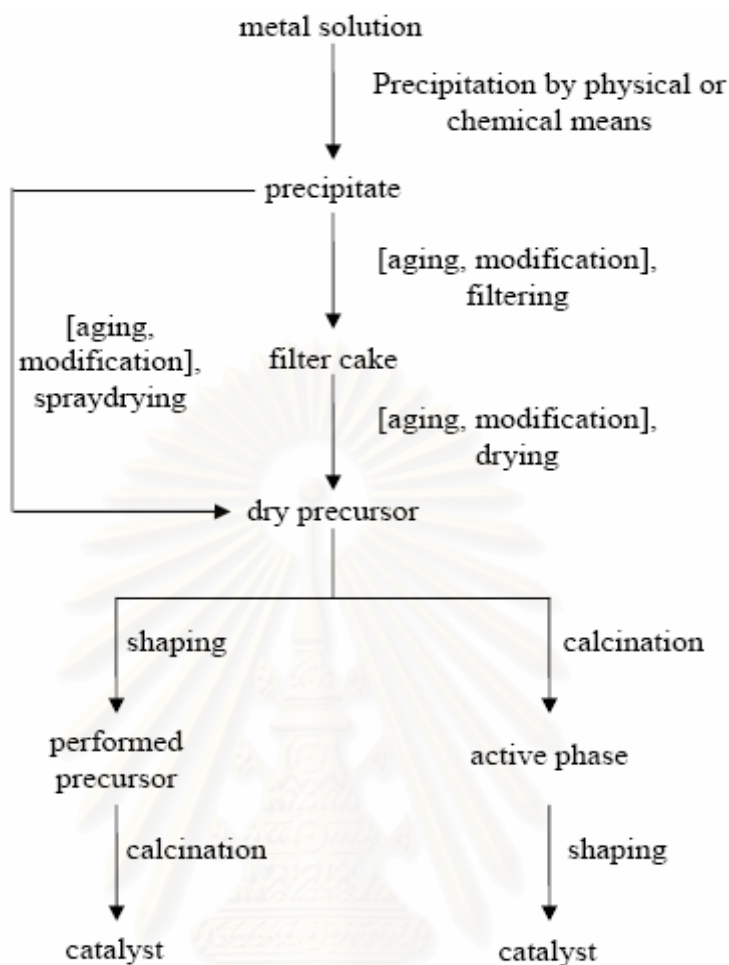 metal solution
Precipitation by physical or
chemical means
precipitate
[aging, modification],
filtering
[aging,
modification],
spraydrying
filter cake
[aging, modification],
drying
dry precursor
shaping
calcination
performed
precursor
active phase
calcination
shaping
catalyst
catalyst